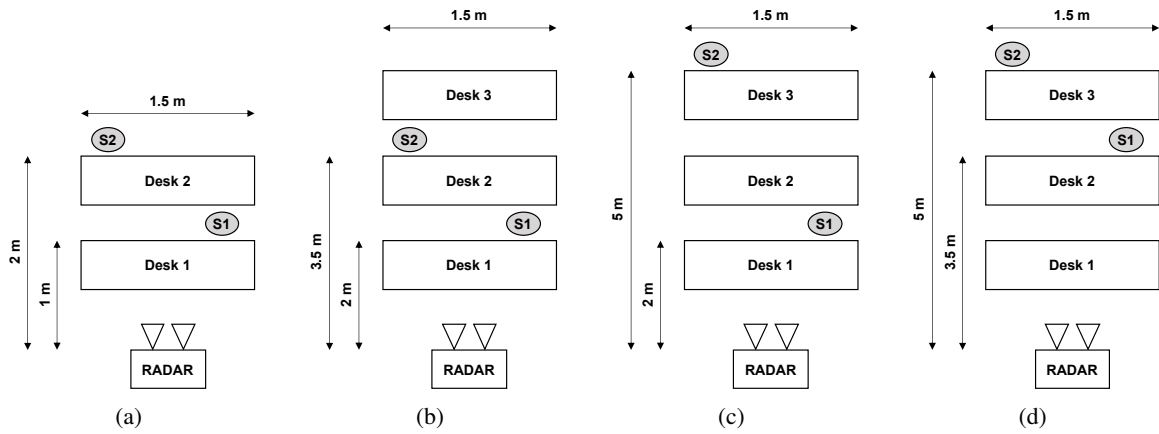 1.5 m
S2
Desk 2
S1
Desk 1
2 m
1 m
RADAR
(a)
1.5 m
Desk 3
S2
Desk 2
S1
Desk 1
3.5 m
2 m
RADAR
(b)
1.5 m
S2
Desk 3
Desk 2
S1
Desk 1
5 m
2 m
RADAR
(c)
1.5 m
S2
Desk 3
S1
Desk 2
Desk 1
5 m
3.5 m
RADAR
(d)